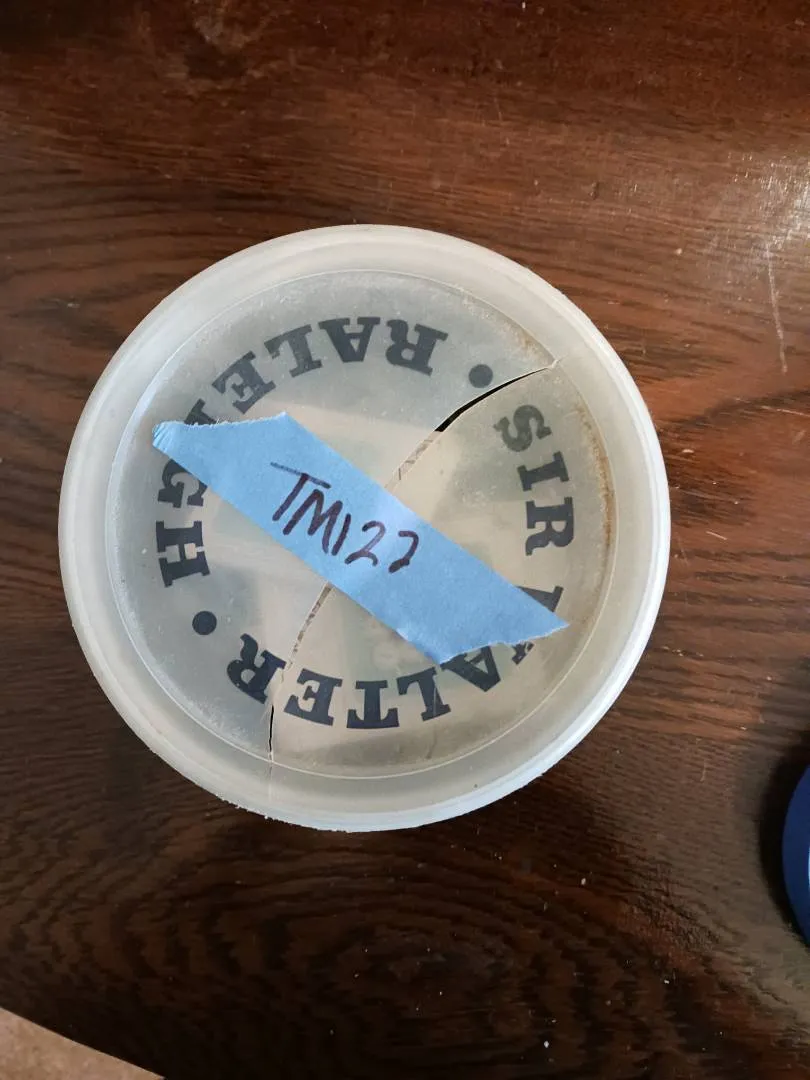 SIR WALTER • RALEIGH •
TM122